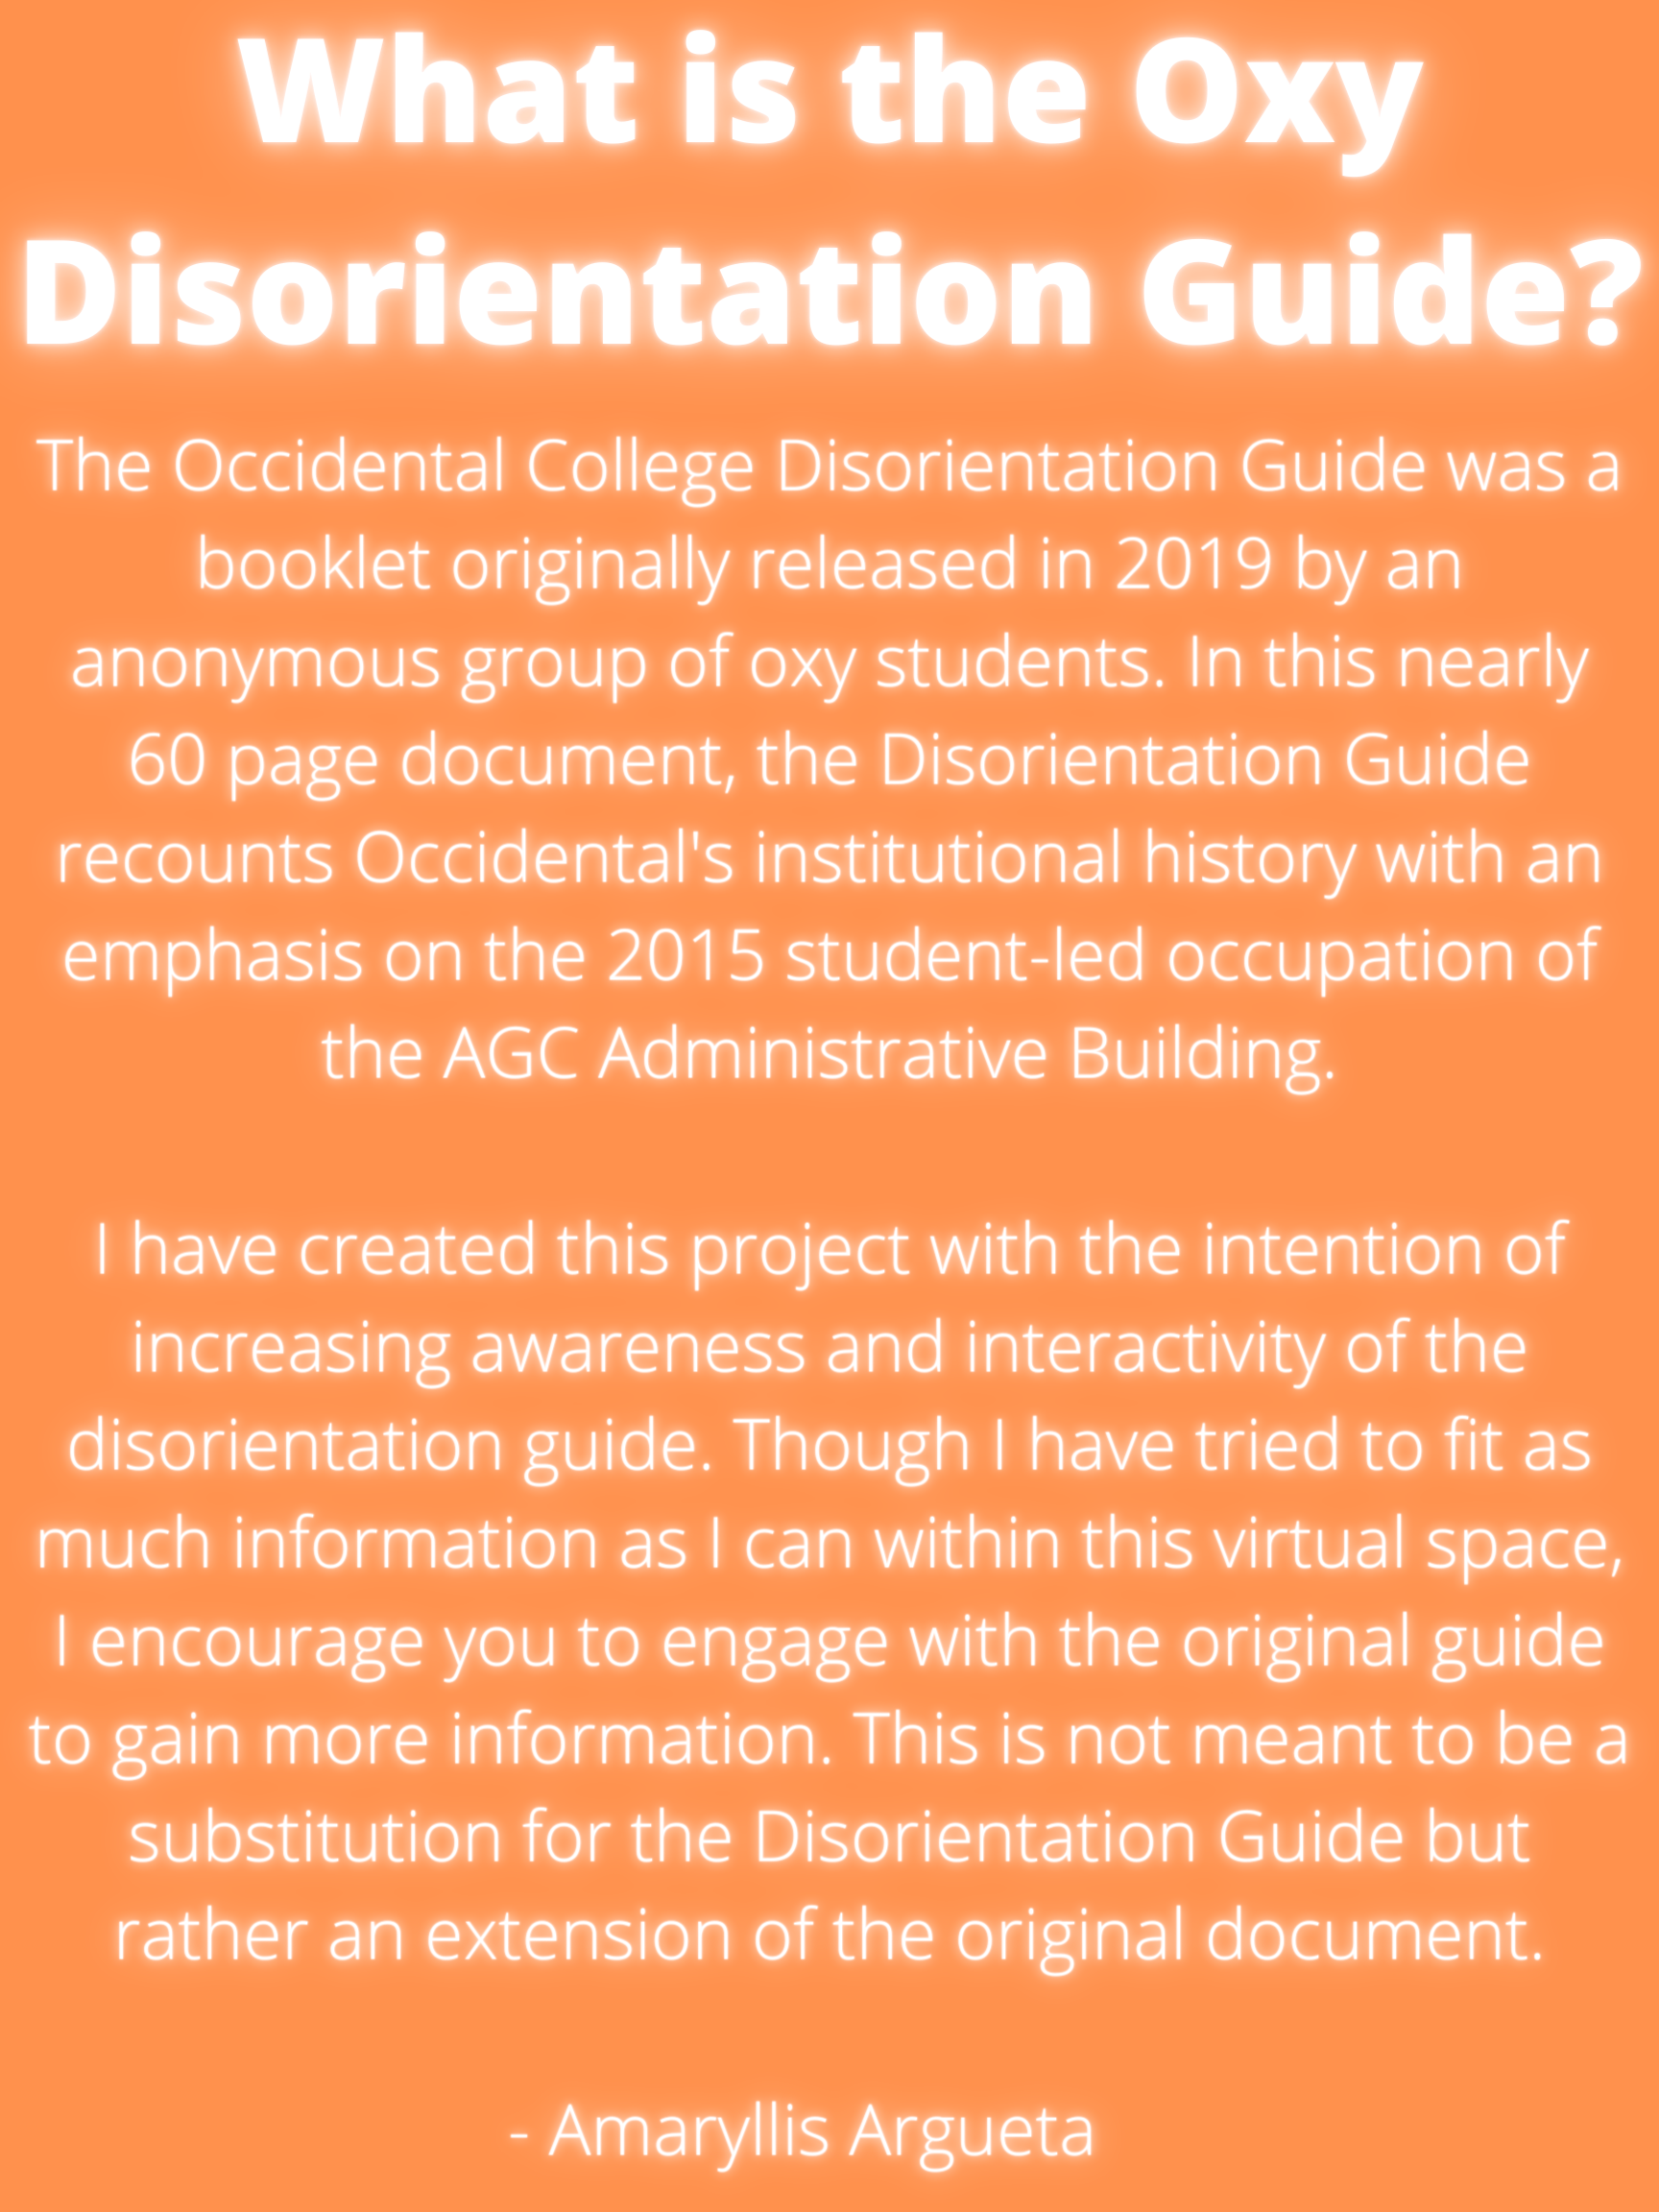 What is the Oxy
Disorientation Guide?
The Occidental College Disorientation Guide was a
booklet originally released in 2019 by an
anonymous group of oxy students. In this nearly
60 page document, the Disorientation Guide
recounts Occidental's institutional history with an
emphasis on the 2015 student-led occupation of
the AGC Administrative Building.
I have created this project with the intention of
increasing awareness and interactivity of the
disorientation guide. Though I have tried to fit as
much information as I can within this virtual space,
I encourage you to engage with the original guide
to gain more information. This is not meant to be a
substitution for the Disorientation Guide but
rather an extension of the original document.
- Amaryllis Argueta